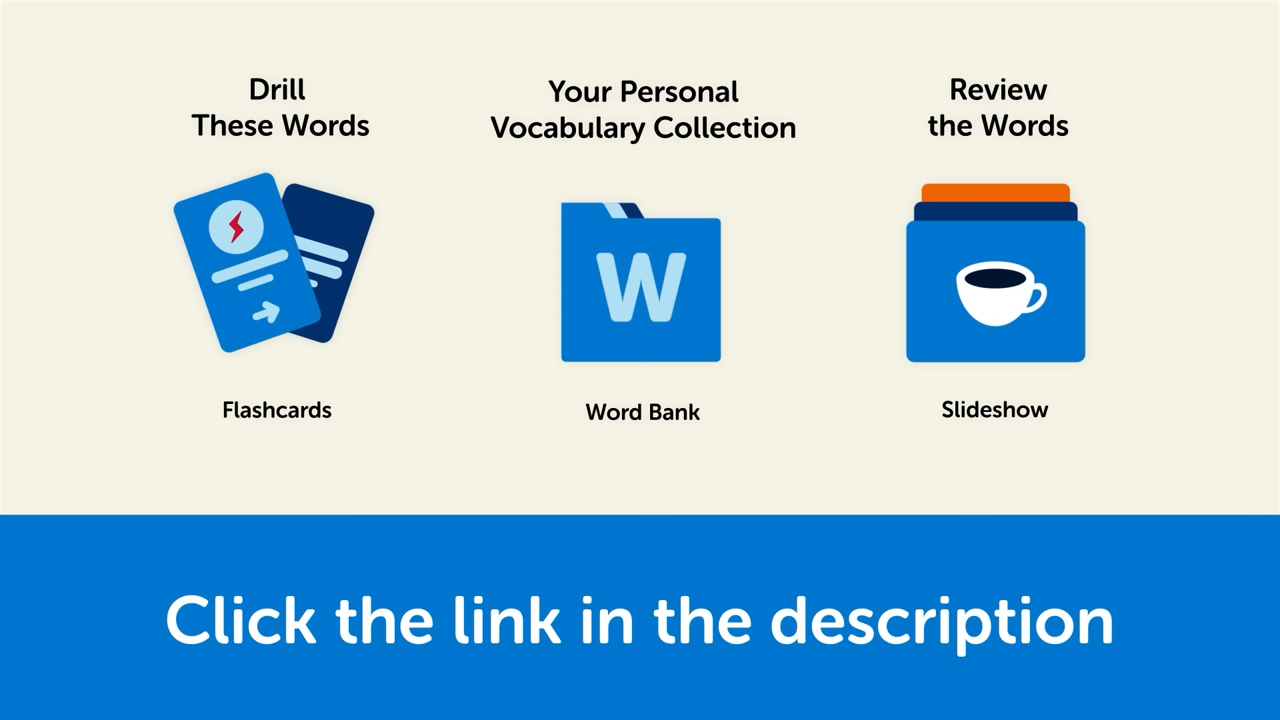 Drill
These Words
Your Personal
Vocabulary Collection
Review
the Words
W
Flashcards
Word Bank
Slideshow
Click the link in the description